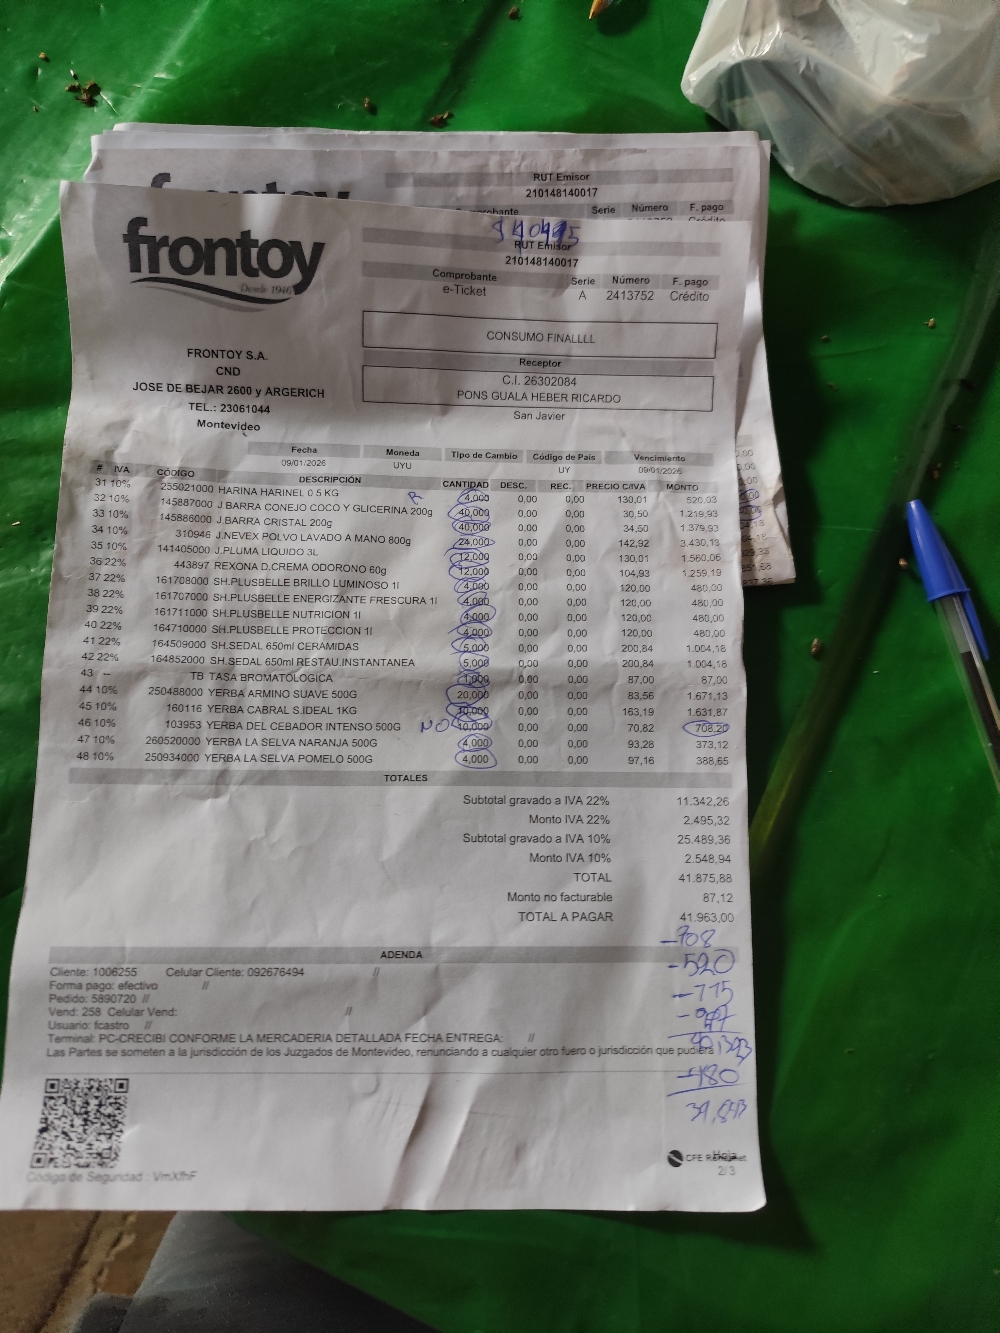 RUT Emisor
210148140017
Serie Número F. pago
frontoy
Desde 1946
RUT Emisor
210148140017
Comprobante Serie Número F. pago
e-Ticket A 2413752 Crédito
CONSUMO FINALLLL
Receptor
C.I. 26302084
PONS GUALA HEBER RICARDO
San Javier
FRONTOY S.A.
CND
JOSE DE BEJAR 2600 y ARGERICH
TEL.: 23061044
Montevideo
Fecha Moneda Tipo de Cambio Código de País Vencimiento
09/01/2026 UYU UY 09/01/2026
# IVA CÓDIGO DESCRIPCIÓN CANTIDAD DESC. REC. PRECIO C/IVA MONTO
31 10% 255021000 HARINA HARINEL 0 5 KG R 4,000 0,00 0,00 130,01 520,03
32 10% 145887000 J.BARRA CONEJO COCO Y GLICERINA 200g 40,000 0,00 0,00 30,50 1.219,93
33 10% 145886000 J.BARRA CRISTAL 200g 40,000 0,00 0,00 34,50 1.379,93
34 10% 310946 J.NEVEX POLVO LAVADO A MANO 800g 24,000 0,00 0,00 142,92 3.430,13
35 10% 141405000 J.PLUMA LIQUIDO 3L 12,000 0,00 0,00 130,01 1.560,06
36 22% 443897 REXONA D.CREMA ODORONO 60g 12,000 0,00 0,00 104,93 1.259,19
37 22% 161708000 SH.PLUSBELLE BRILLO LUMINOSO 1l 4,000 0,00 0,00 120,00 480,00
38 22% 161707000 SH.PLUSBELLE ENERGIZANTE FRESCURA 1l 4,000 0,00 0,00 120,00 480,00
39 22% 161711000 SH.PLUSBELLE NUTRICION 1l 4,000 0,00 0,00 120,00 480,00
40 22% 164710000 SH.PLUSBELLE PROTECCION 1l 4,000 0,00 0,00 120,00 480,00
41 22% 164509000 SH.SEDAL 650ml CERAMIDAS 5,000 0,00 0,00 200,84 1.004,18
42 22% 164852000 SH.SEDAL 650ml RESTAU.INSTANTANEA 5,000 0,00 0,00 200,84 1.004,18
43 -- TB TASA BROMATOLOGICA 1,000 0,00 0,00 87,00 87,00
44 10% 250488000 YERBA ARMINO SUAVE 500G 20,000 0,00 0,00 83,56 1.671,13
45 10% 160116 YERBA CABRAL S.IDEAL 1KG 10,000 0,00 0,00 163,19 1.631,87
46 10% 103953 YERBA DEL CEBADOR INTENSO 500G NO 10,000 0,00 0,00 70,82 708,20
47 10% 260520000 YERBA LA SELVA NARANJA 500G 4,000 0,00 0,00 93,28 373,12
48 10% 250934000 YERBA LA SELVA POMELO 500G 4,000 0,00 0,00 97,16 388,65
TOTALES
Subtotal gravado a IVA 22% 11.342,26
Monto IVA 22% 2.495,32
Subtotal gravado a IVA 10% 25.489,36
Monto IVA 10% 2.548,94
TOTAL 41.875,88
Monto no facturable 87,12
TOTAL A PAGAR 41.963,00
-708
-520
-775
-480
ADENDA
Cliente: 1006255 Celular Cliente: 092676494 //
Forma pago: efectivo //
Pedido: 5890720 //
Vend: 258 Celular Vend: //
Usuario: fcastro //
Terminal: PC-CRECIBI CONFORME LA MERCADERIA DETALLADA FECHA ENTREGA: //
Las Partes se someten a la jurisdicción de los Juzgados de Montevideo, renunciando a cualquier otro fuero o jurisdicción que pudiera
Código de Seguridad : VmXfhF
Hoja
2/3